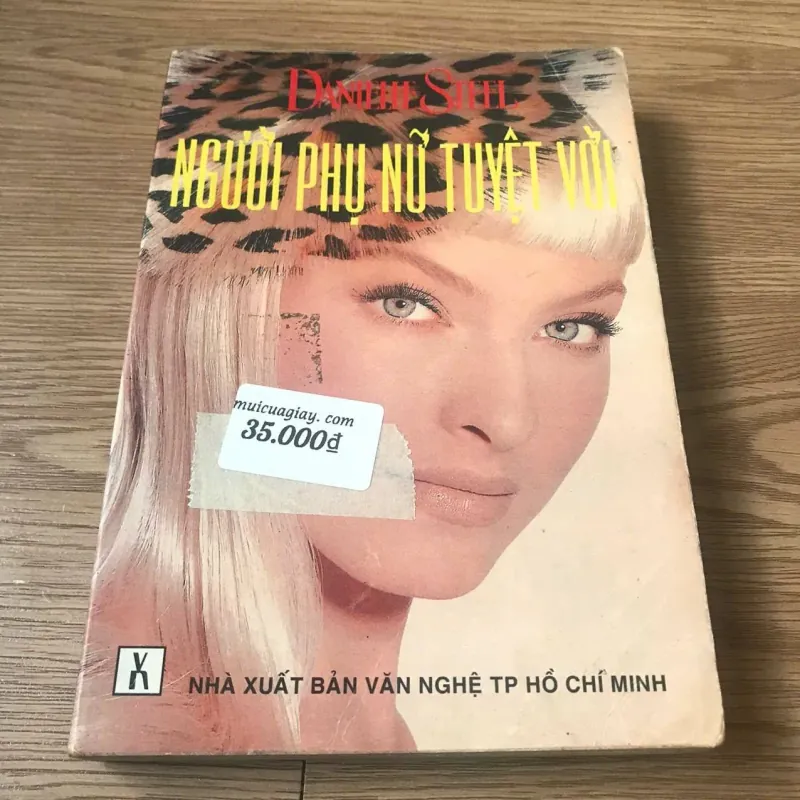 DANIELLE STEEL
NGƯỜI PHỤ NỮ TUYỆT VỜI
muicuagiay. com
35.000đ
NHÀ XUẤT BẢN VĂN NGHỆ TP HỒ CHÍ MINH